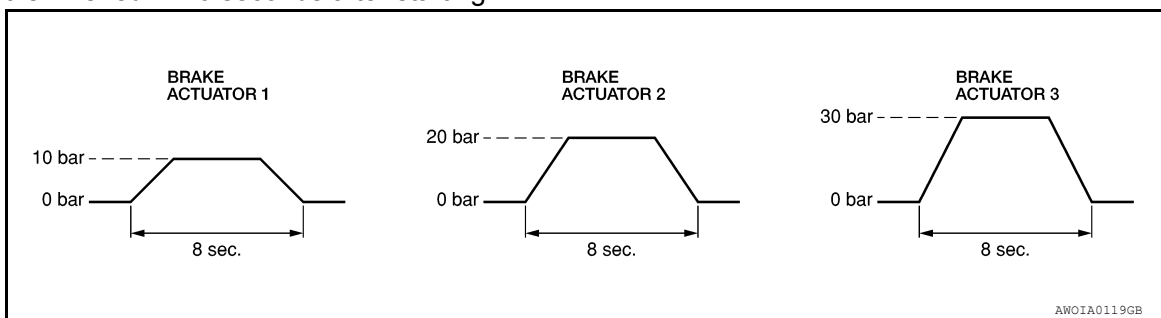 BRAKE
ACTUATOR 1
10 bar
0 bar
8 sec.
BRAKE
ACTUATOR 2
20 bar
0 bar
8 sec.
BRAKE
ACTUATOR 3
30 bar
0 bar
8 sec.
AWOIA0119GB